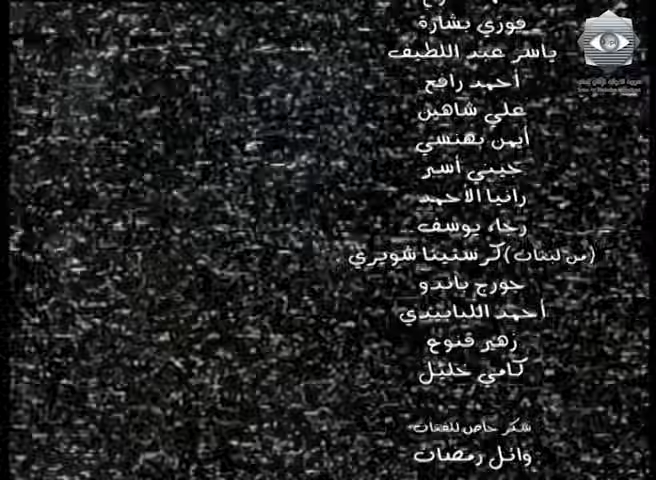 فوزي بشارة
ياسر عبد اللطيف
أحمد رافع
علي شاهين
أيمن بهنسي
جيني أسبر
رانيا الأحمد
رجاء يوسف
(من لبنان) كرستينا شويري
جورج باندو
أحمد اللبابيدي
زهير قنوع
كامي خليل
شكر خاص للفنان
وائل رمضان